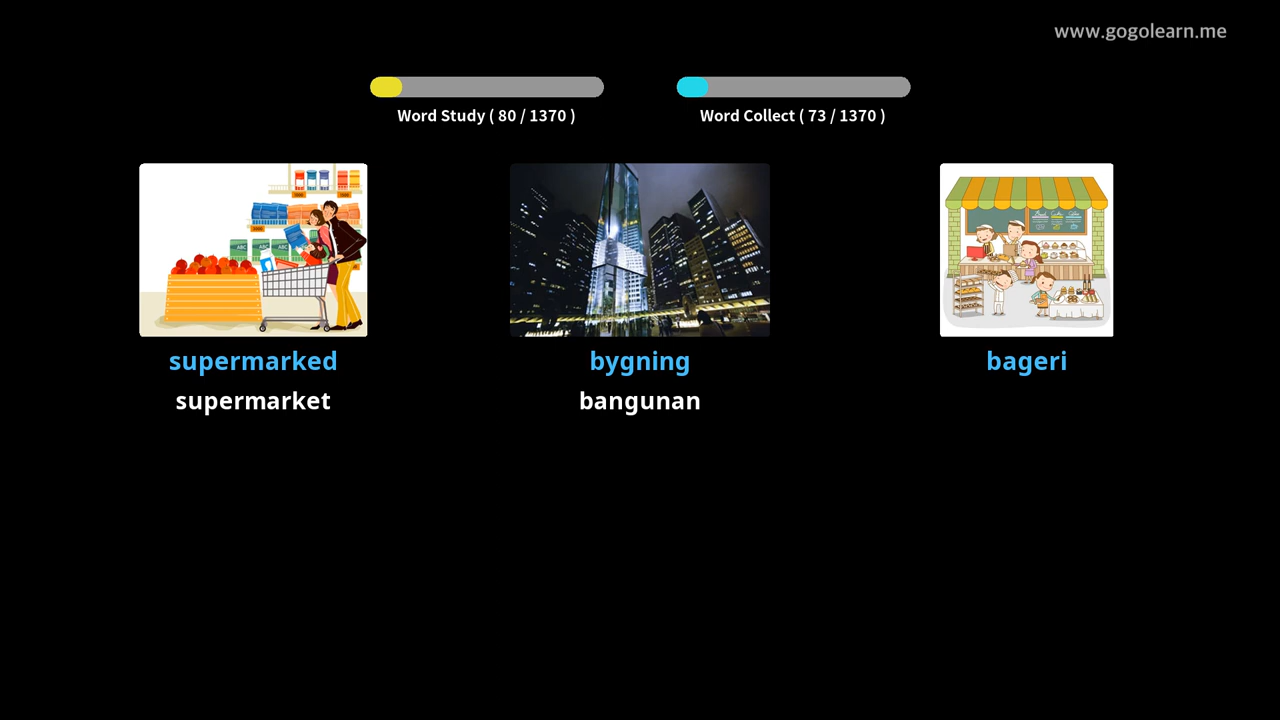 www.gogolearn.me
Word Study ( 80 / 1370 )
Word Collect ( 73 / 1370 )
supermarked
bygning
bageri
supermarket
bangunan